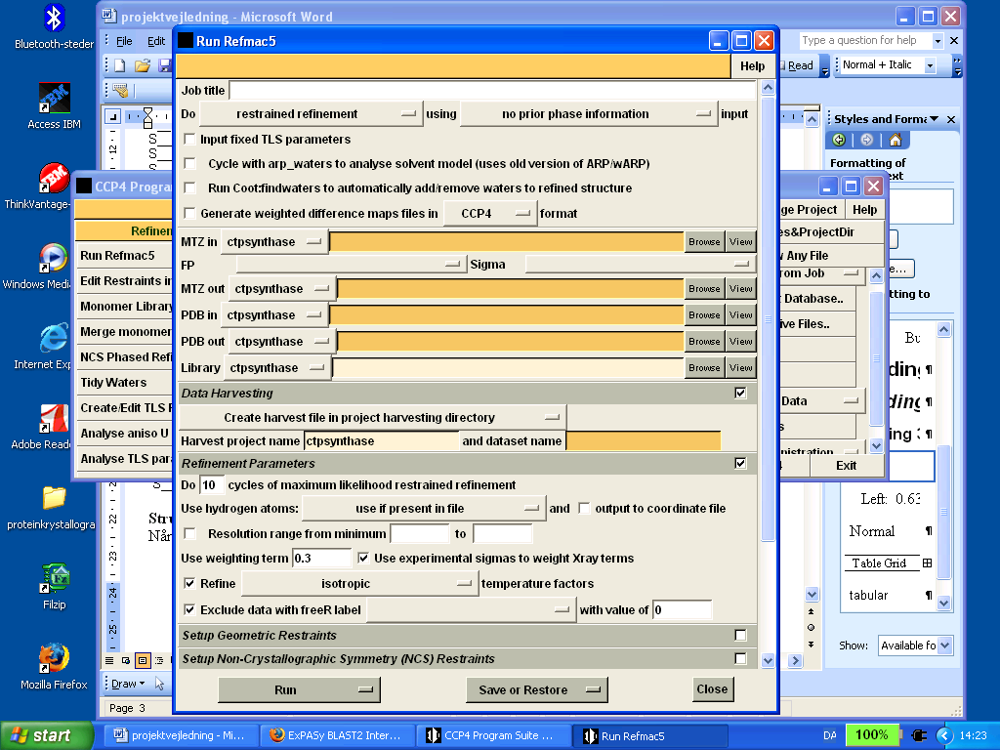 projektvejledning - Microsoft Word
Bluetooth-steder
File Edit
Type a question for help
Run Refmac5
Read
Normal + Italic
Help
Job title
Do restrained refinement using no prior phase information input
Access IBM
Input fixed TLS parameters
Cycle with arp_waters to analyse solvent model (uses old version of ARP/wARP)
Run Coot:findwaters to automatically add/remove waters to refined structure
Generate weighted difference maps files in CCP4 format
Styles and Forma
Formatting of
ThinkVantage-
CCP4 Progra
ge Project Help
Refinem
Run Refmac5
Edit Restraints in
Monomer Library
Merge monomer
NCS Phased Refi
Tidy Waters
Create/Edit TLS F
Analyse aniso U
Analyse TLS para
MTZ in ctpsynthase Browse View
FP Sigma
MTZ out ctpsynthase Browse View
PDB in ctpsynthase Browse View
PDB out ctpsynthase Browse View
Library ctpsynthase Browse View
es&ProjectDir
Any File
rom Job
t Database..
ive Files..
Data
nistration
Exit
Windows Media
Internet Exp
Adobe Reade
Data Harvesting
Create harvest file in project harvesting directory
Harvest project name ctpsynthase and dataset name
Refinement Parameters
Do 10 cycles of maximum likelihood restrained refinement
Use hydrogen atoms: use if present in file and output to coordinate file
Resolution range from minimum to
Use weighting term 0.3 Use experimental sigmas to weight Xray terms
Refine isotropic temperature factors
Exclude data with freeR label with value of 0
Setup Geometric Restraints
Setup Non-Crystallographic Symmetry (NCS) Restraints
Run Save or Restore Close
proteinkrystallogra
Filzip
Mozilla Firefox
Stru
Når
Left: 0.63
Normal ¶
Table Grid
tabular ¶
Show: Available fo
Draw
Page 3
start
projektvejledning - Mi...
ExPASy BLAST2 Inter...
CCP4 Program Suite ...
Run Refmac5
DA
100%
14:23